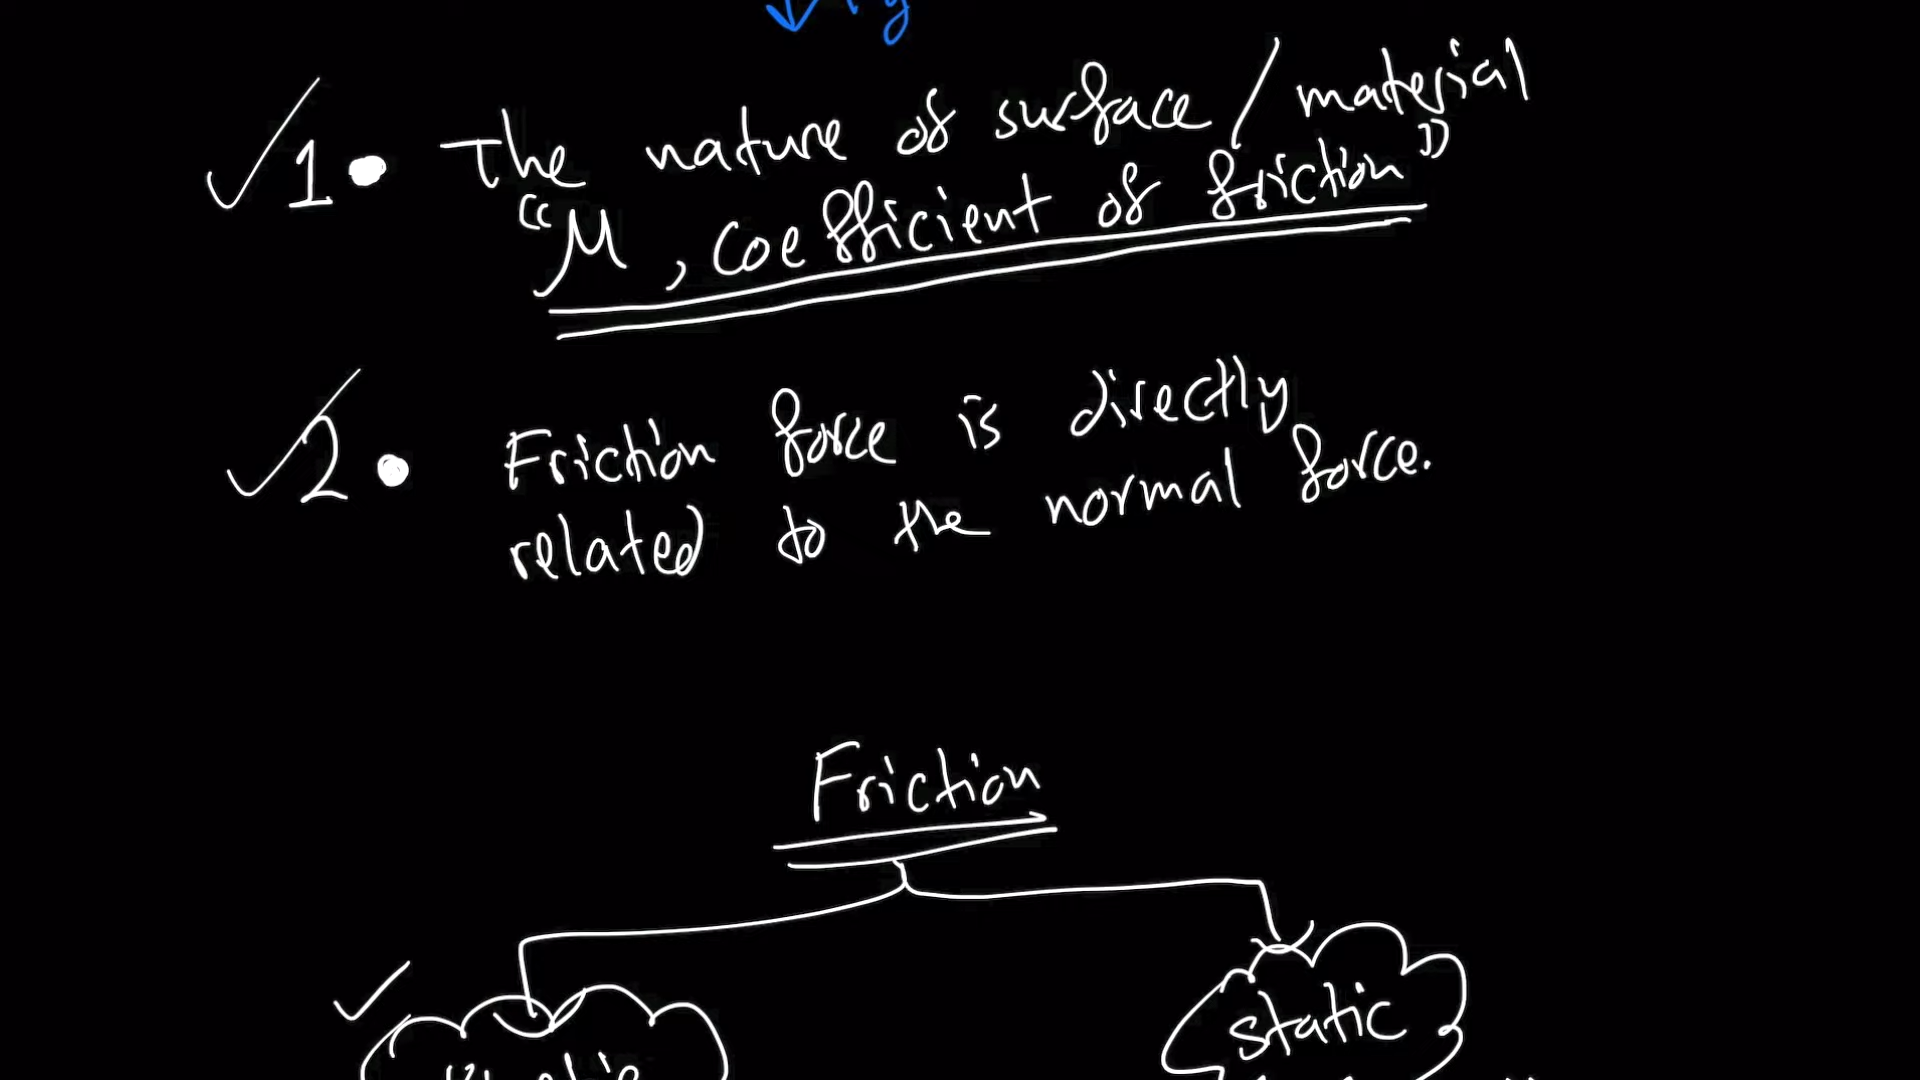 1. The nature of surface / material
"μ, coefficient of friction"
2. Friction force is directly
related to the normal force.
Friction
static